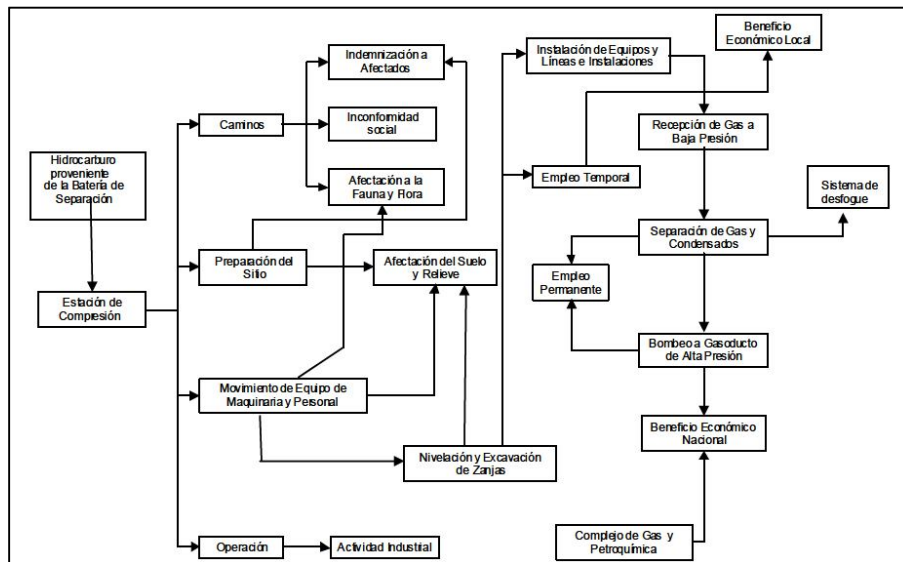 Beneficio
Económico Local
Indemnización a
Afectados
Instalación de Equipos y
Líneas e Instalaciones
Caminos
Inconformidad
social
Recepción de Gas a
Baja Presión
Hidrocarburo
proveniente
de la Batería de
Separación
Afectación a la
Fauna y Flora
Empleo Temporal
Sistema de
desfogue
Preparación del
Sitio
Afectación del Suelo
y Relieve
Separación de Gas y
Condensados
Empleo
Permanente
Estación de
Compresión
Bombeo a Gasoducto
de Alta Presión
Movimiento de Equipo de
Maquinaria y Personal
Beneficio Económico
Nacional
Nivelación y Excavación
de Zanjas
Operación
Actividad Industrial
Complejo de Gas y
Petroquímica